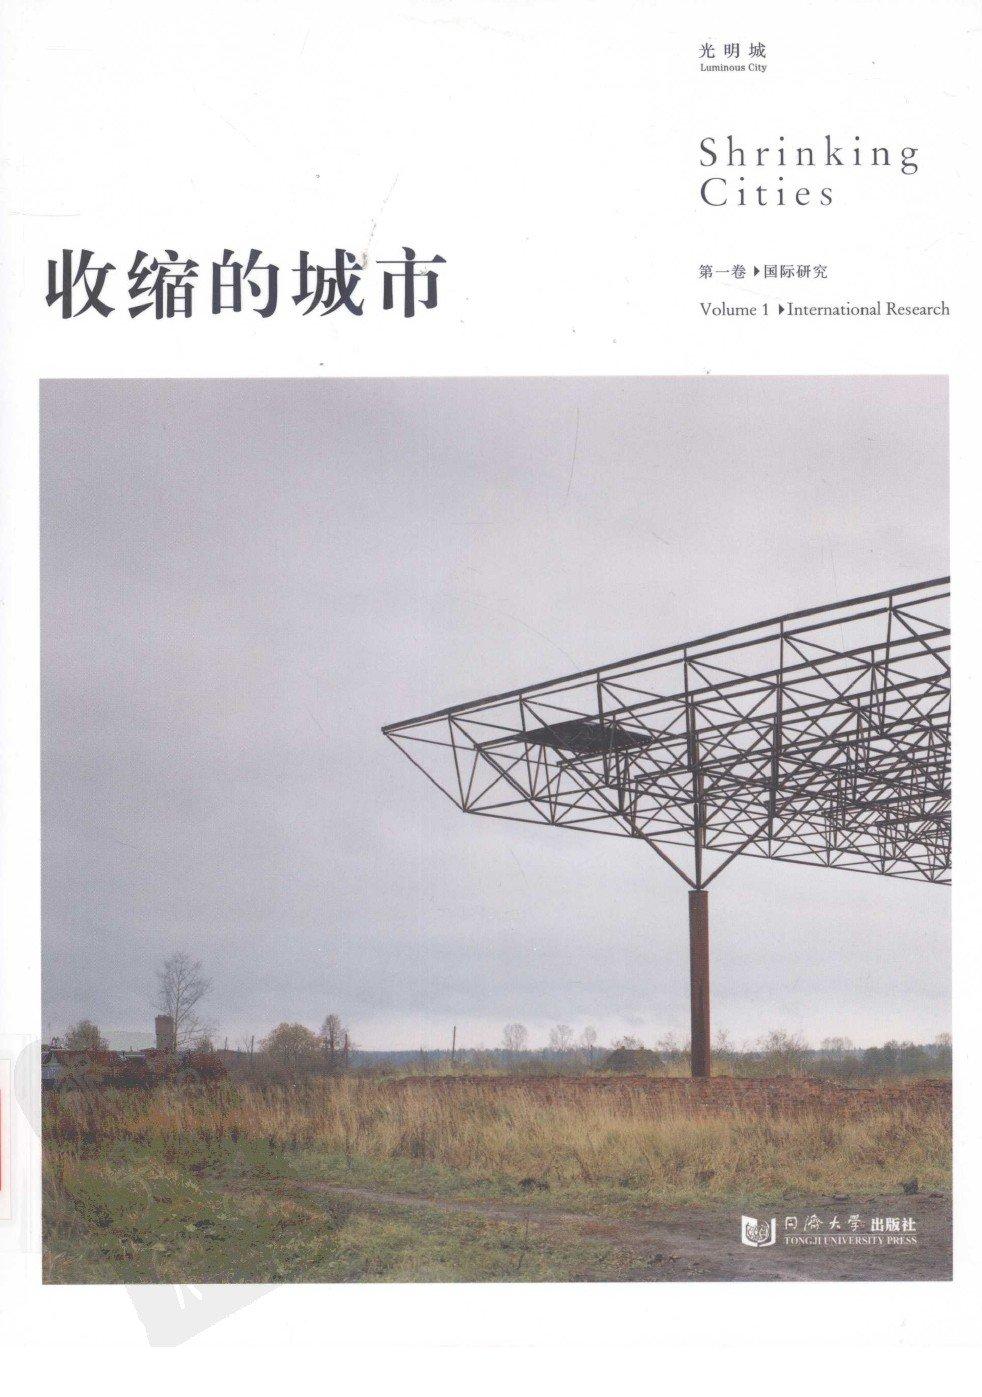 光明城
Luminous City
Shrinking
Cities
收缩的城市
第一卷 国际研究
Volume 1 International Research
同济大学出版社
TONGJI UNIVERSITY PRESS